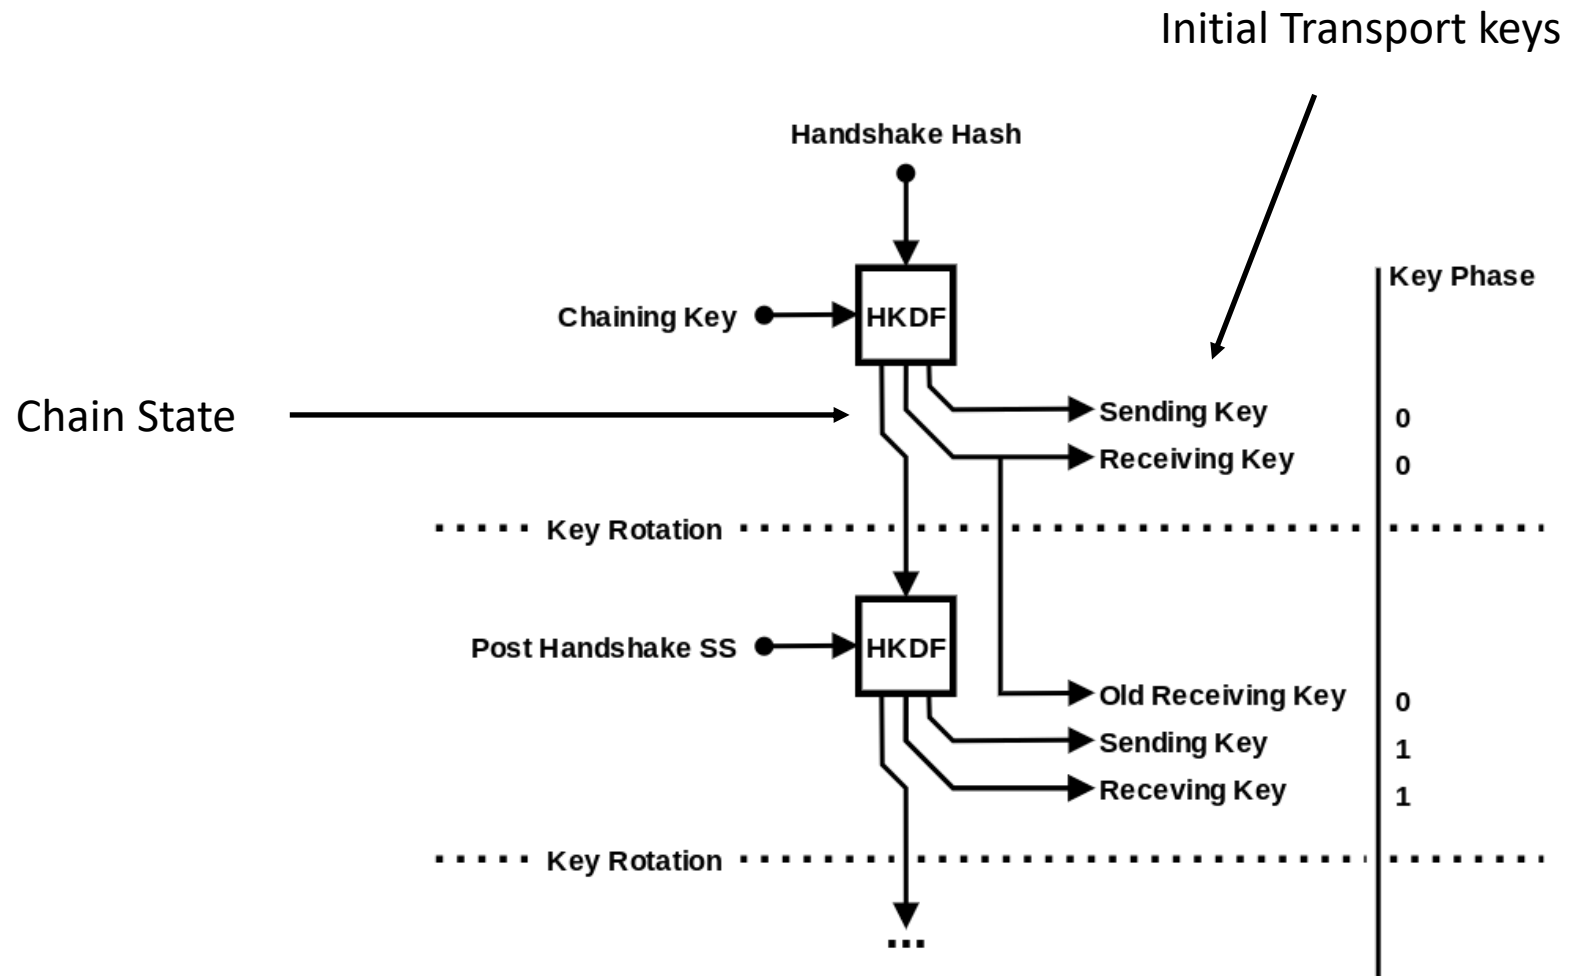 Initial Transport keys
Handshake Hash
Key Phase
Chaining Key
HKDF
Chain State
Sending Key 0
Receiving Key 0
Key Rotation
Post Handshake SS
HKDF
Old Receiving Key 0
Sending Key 1
Receving Key 1
Key Rotation
...